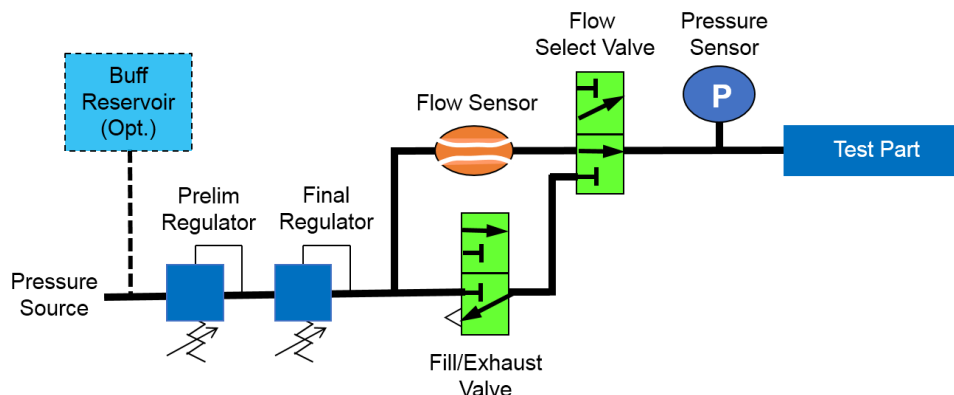 Flow
Select Valve
Pressure
Sensor
Buff
Reservoir
(Opt.)
Flow Sensor
P
Test Part
Prelim
Regulator
Final
Regulator
Pressure
Source
Fill/Exhaust
Valve